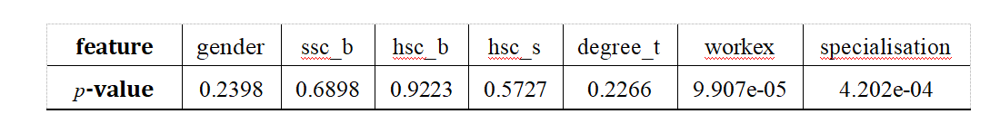 feature gender ssc_b hsc_b hsc_s degree_t workex specialisation
p-value 0.2398 0.6898 0.9223 0.5727 0.2266 9.907e-05 4.202e-04